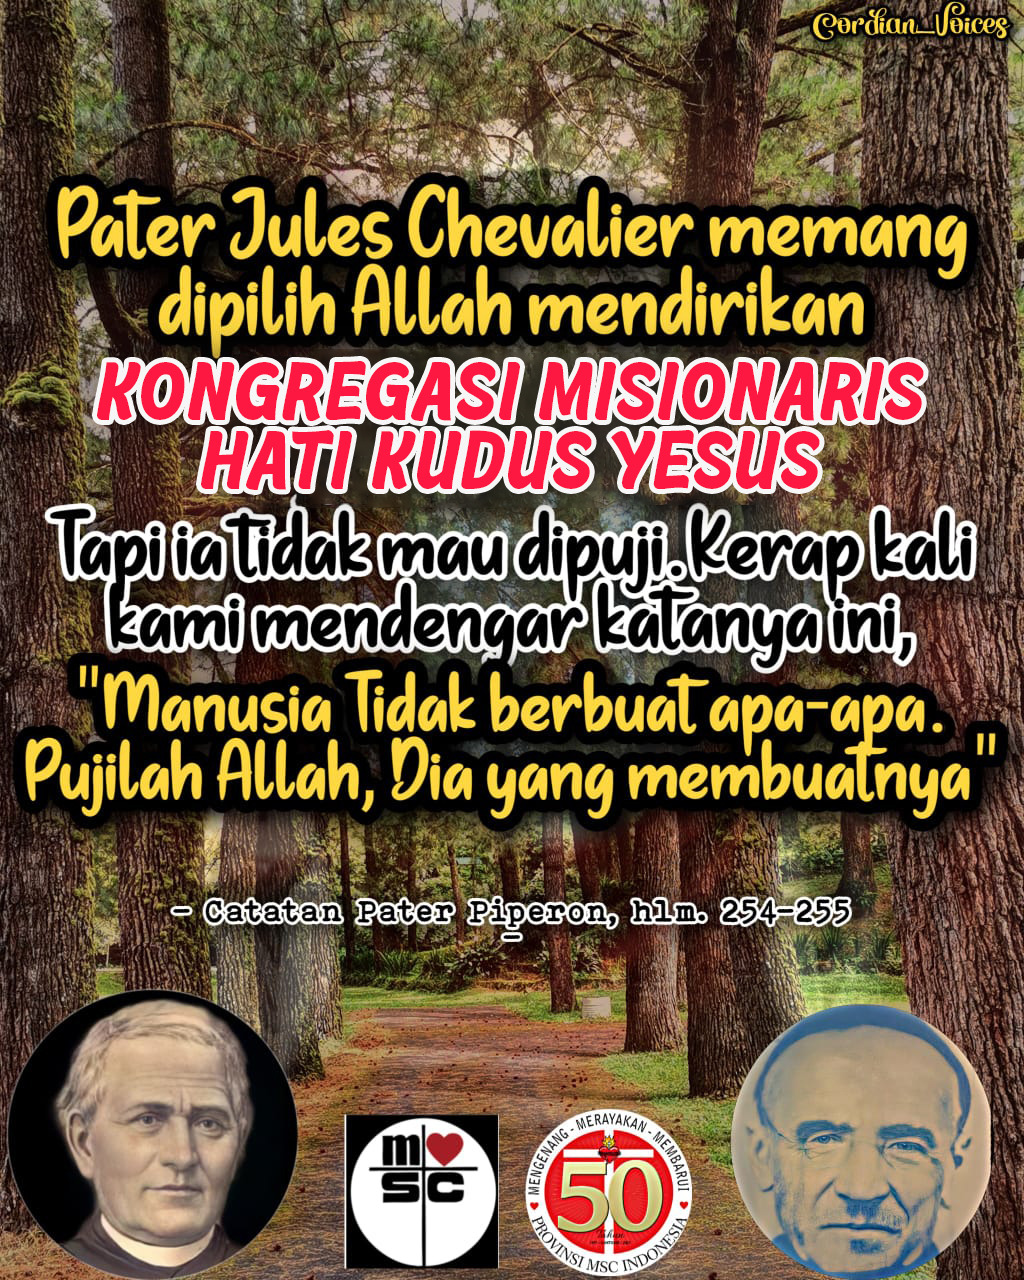 Cordian_Voices
Pater Jules Chevalier memang
dipilih Allah mendirikan
KONGREGASI MISIONARIS
HATI KUDUS YESUS
Tapi ia tidak mau dipuji. Kerap kali
kami mendengar katanya ini,
"Manusia Tidak berbuat apa-apa.
Pujilah Allah, Dia yang membuatnya"
- Catatan Pater Piperon, hlm. 254-255
m
SC
MENGENANG - MERAYAKAN - MEMBARUI
50
Tahun
PROVINSI MSC INDONESIA